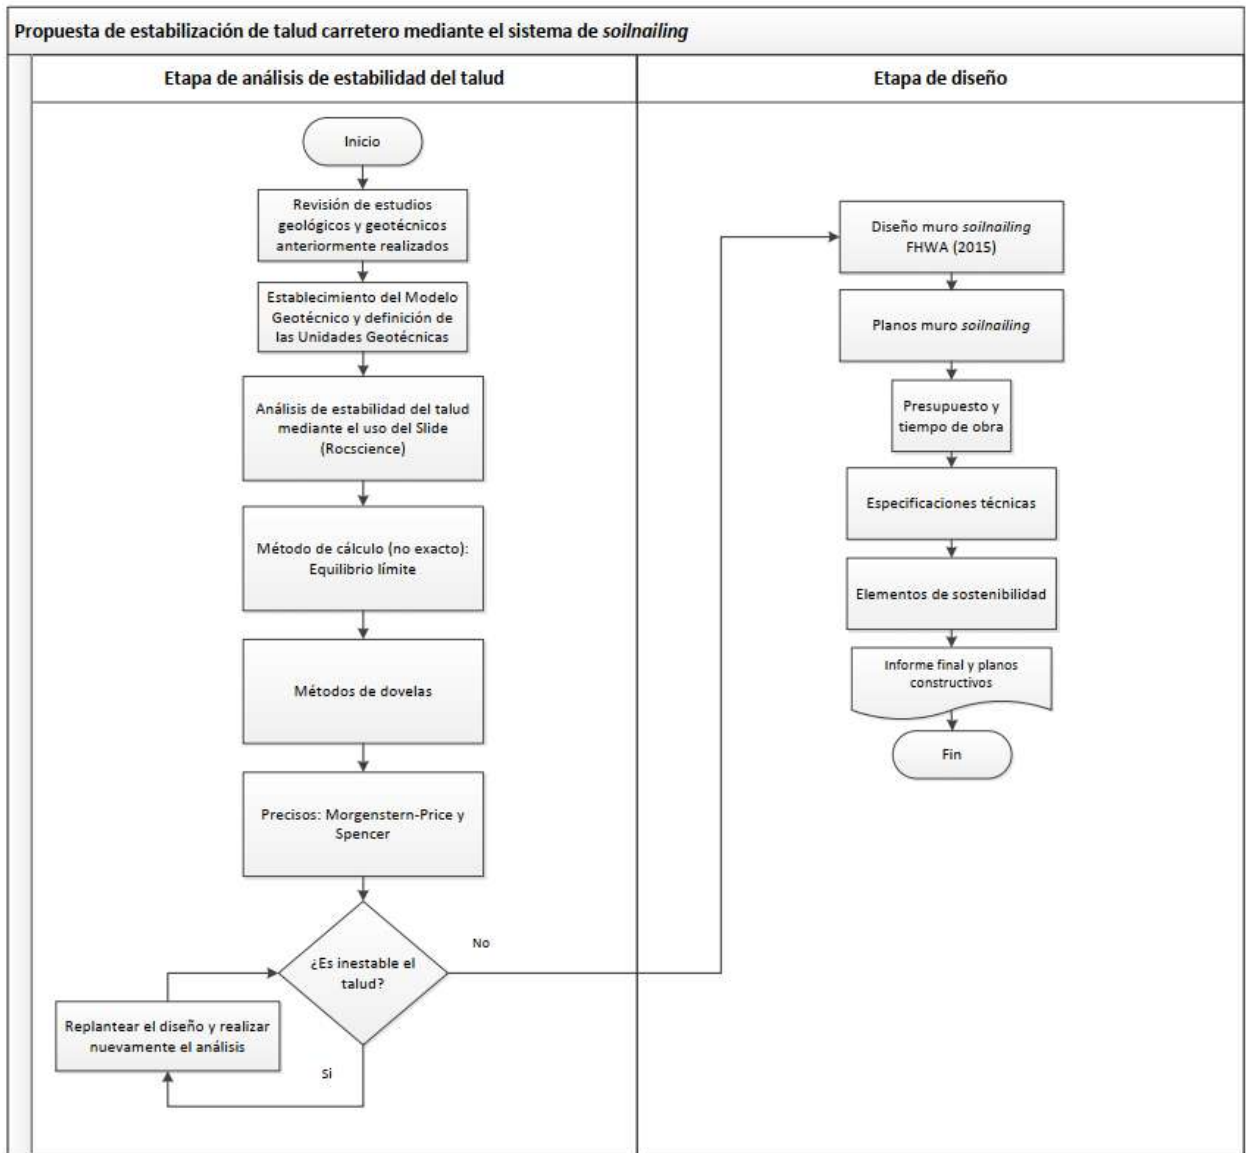 Propuesta de estabilización de talud carretero mediante el sistema de soilnailing
Etapa de análisis de estabilidad del talud
Inicio
Revisión de estudios
geológicos y geotécnicos
anteriormente realizados
Establecimiento del Modelo
Geotécnico y definición de
las Unidades Geotécnicas
Análisis de estabilidad del talud
mediante el uso del Slide
(Rocscience)
Método de cálculo (no exacto):
Equilibrio límite
Métodos de dovelas
Precisos: Morgenstern-Price y
Spencer
¿Es inestable el
talud?
No
Si
Replantear el diseño y realizar
nuevamente el análisis
Etapa de diseño
Diseño muro soilnailing
FHWA (2015)
Planos muro soilnailing
Presupuesto y
tiempo de obra
Especificaciones técnicas
Elementos de sostenibilidad
Informe final y planos
constructivos
Fin